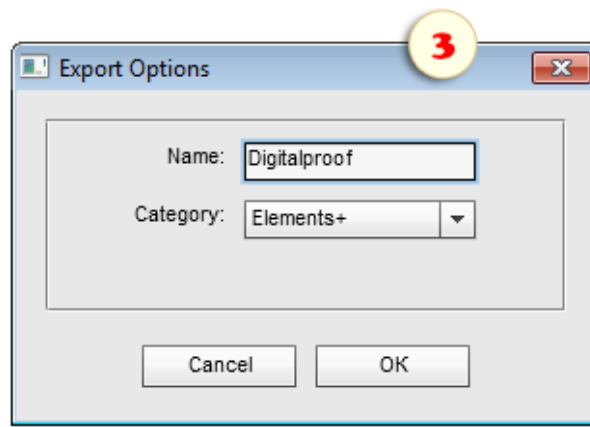 3
Export Options
Name: Digitalproof
Category: Elements+
Cancel OK